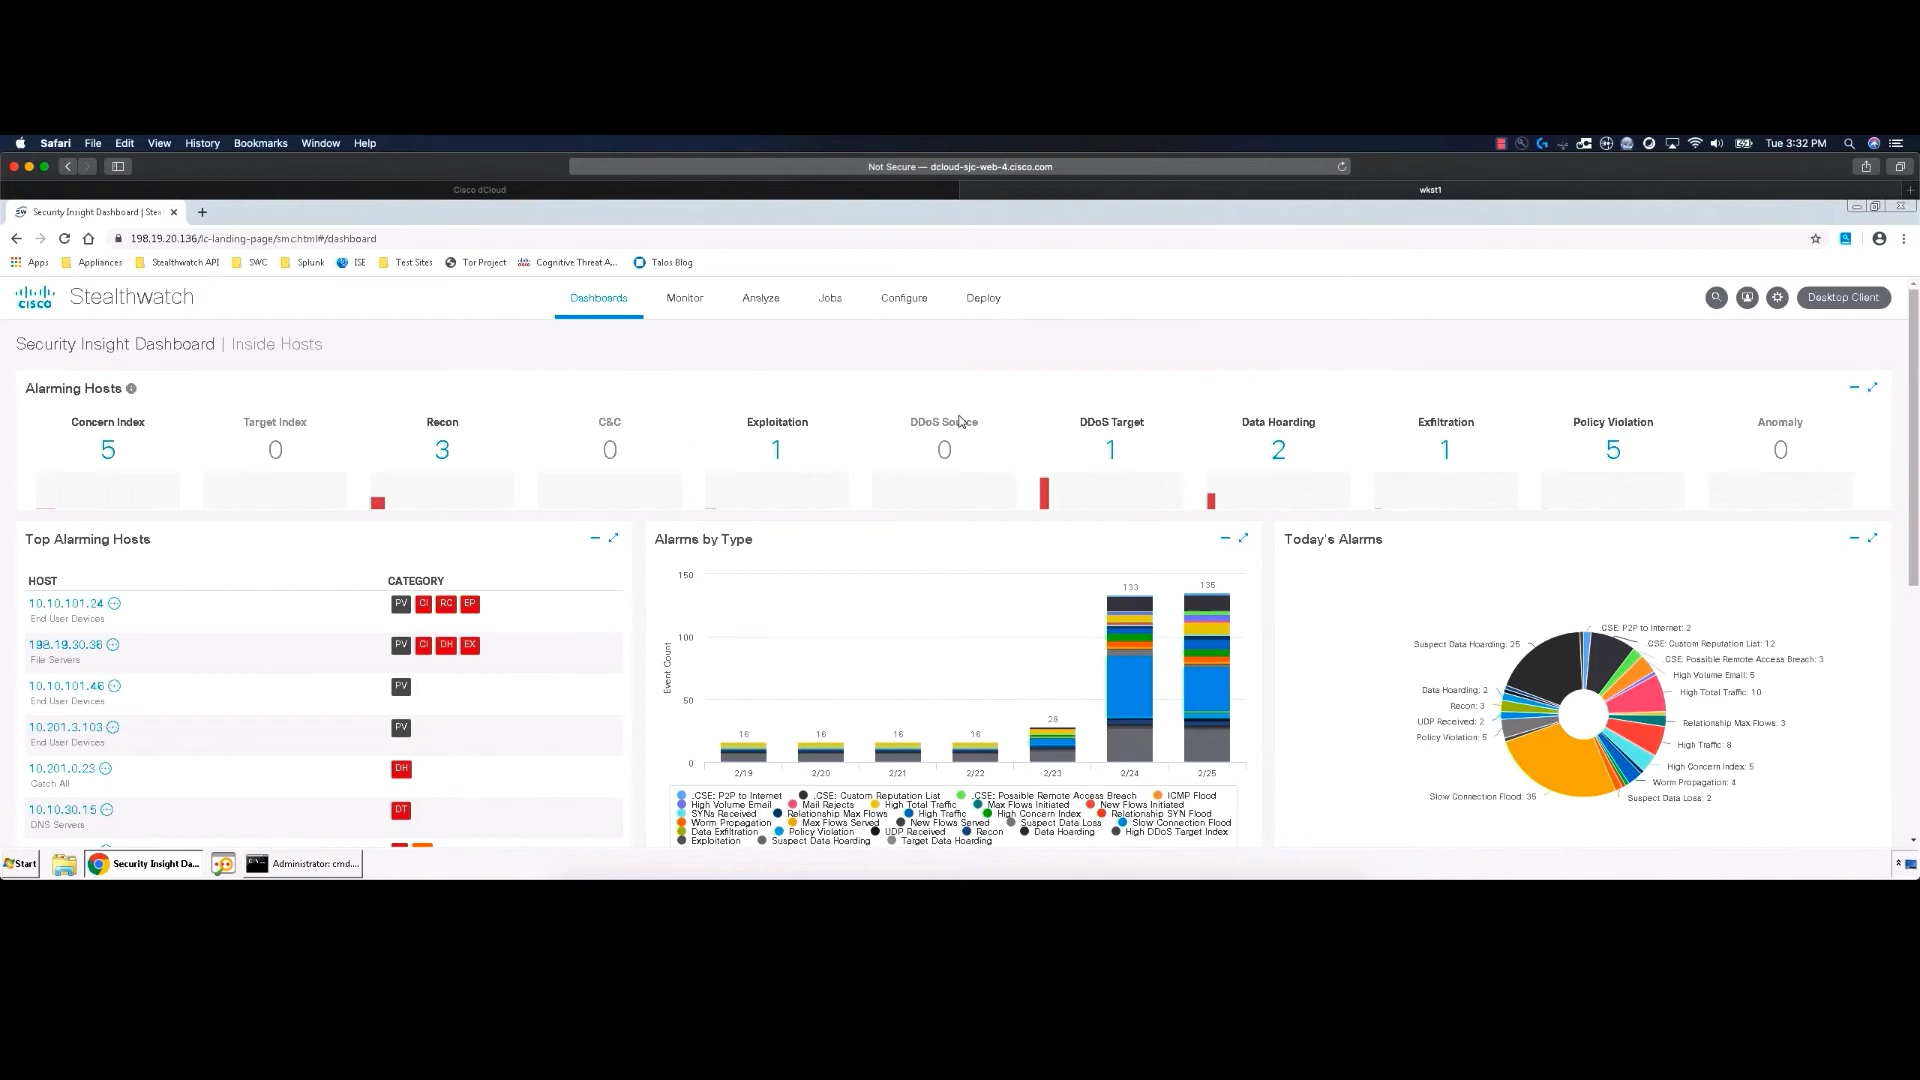 Safari File Edit View History Bookmarks Window Help Tue 3:32 PM
Not Secure — dcloud-sjc-web-4.cisco.com
Cisco dCloud wkst1
Security Insight Dashboard | Stea
198.19.20.136/lc-landing-page/smc.html#/dashboard
Apps Appliances Stealthwatch API SWC Splunk ISE Test Sites Tor Project Cognitive Threat A... Talos Blog
CISCO Stealthwatch Dashboards Monitor Analyze Jobs Configure Deploy Desktop Client
Security Insight Dashboard | Inside Hosts
Alarming Hosts
Concern Index Target Index Recon C&C Exploitation DDoS Source DDoS Target Data Hoarding Exfiltration Policy Violation Anomaly
5 0 3 0 1 0 1 2 1 5 0
Top Alarming Hosts
HOST CATEGORY
10.10.101.24 PV CI RC EP
End User Devices
198.19.30.36 PV CI DH EX
File Servers
10.10.101.46 PV
End User Devices
10.201.3.103 PV
End User Devices
10.201.0.23 DH
Catch All
10.10.30.15 DT
DNS Servers
Alarms by Type
Event Count
150
100
50
0
16 16 16 16 28 133 135
2/19 2/20 2/21 2/22 2/23 2/24 2/25
.CSE: P2P to Internet .CSE: Custom Reputation List .CSE: Possible Remote Access Breach ICMP Flood
High Volume Email Mail Rejects High Total Traffic Max Flows Initiated New Flows Initiated
SYNs Received Relationship Max Flows High Traffic High Concern Index Relationship SYN Flood
Worm Propagation Max Flows Served New Flows Served Suspect Data Loss Slow Connection Flood
Data Exfiltration Policy Violation UDP Received Recon Data Hoarding High DDoS Target Index
Exploitation Suspect Data Hoarding Target Data Hoarding
Today's Alarms
.CSE: P2P to Internet: 2
.CSE: Custom Reputation List: 12
.CSE: Possible Remote Access Breach: 3
High Volume Email: 5
High Total Traffic: 10
Relationship Max Flows: 3
High Traffic: 8
High Concern Index: 5
Worm Propagation: 4
Suspect Data Loss: 2
Slow Connection Flood: 35
Policy Violation: 5
UDP Received: 2
Recon: 3
Data Hoarding: 2
Suspect Data Hoarding: 25
Start Security Insight Da... Administrator: cmd....